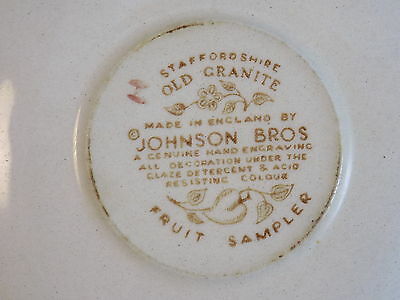 STAFFORDSHIRE
OLD GRANITE
MADE IN ENGLAND BY
©
JOHNSON BROS
A GENUINE HAND ENGRAVING
ALL DECORATION UNDER THE
GLAZE DETERGENT & ACID
RESISTING COLOUR
FRUIT SAMPLER